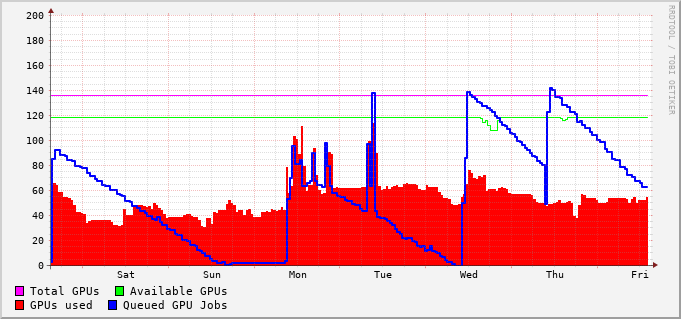 200
180
160
140
120
100
80
60
40
20
0
Sat Sun Mon Tue Wed Thu Fri
Total GPUs Available GPUs
GPUs used Queued GPU Jobs
RRDTOOL / TOBI OETIKER